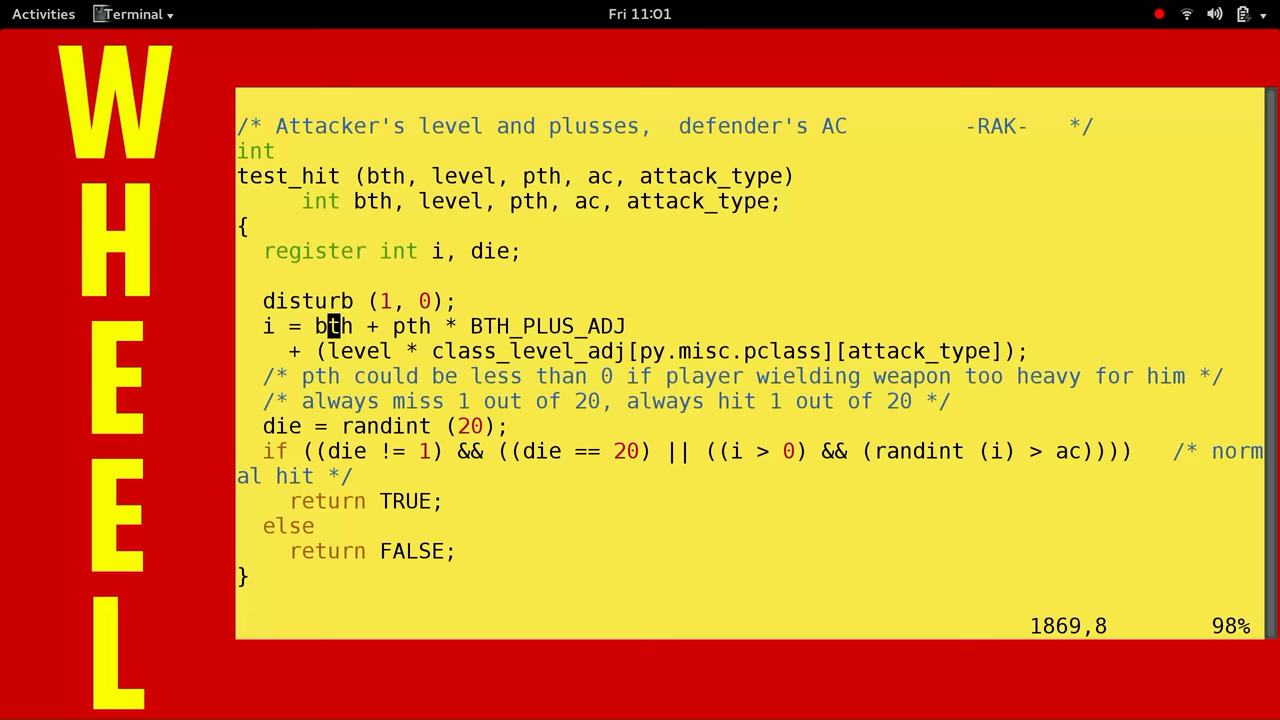 Activities Terminal Fri 11:01
WHEEL
/* Attacker's level and plusses,  defender's AC         -RAK-   */
int
test_hit (bth, level, pth, ac, attack_type)
     int bth, level, pth, ac, attack_type;
{
  register int i, die;
  disturb (1, 0);
  i = bth + pth * BTH_PLUS_ADJ
    + (level * class_level_adj[py.misc.pclass][attack_type]);
  /* pth could be less than 0 if player wielding weapon too heavy for him */
  /* always miss 1 out of 20, always hit 1 out of 20 */
  die = randint (20);
  if ((die != 1) && ((die == 20) || ((i > 0) && (randint (i) > ac))))   /* norm
al hit */
    return TRUE;
  else
    return FALSE;
}
1869,8 98%